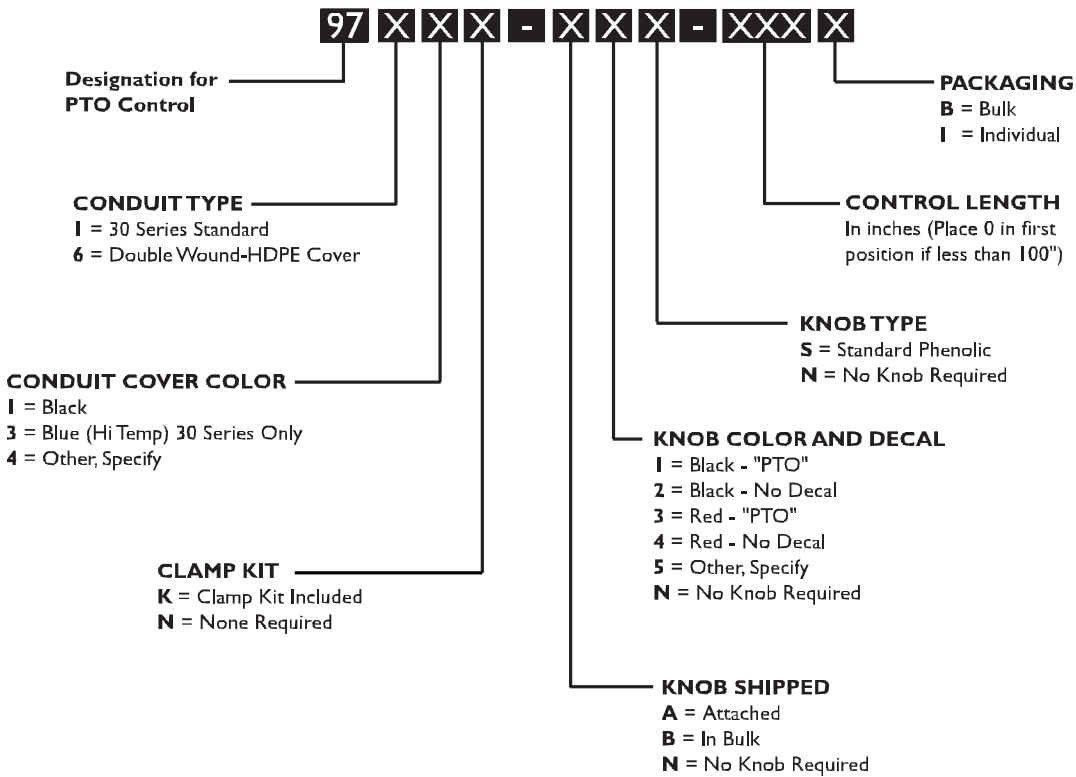 97 X X X - X X X - XXX X
Designation for
PTO Control
PACKAGING
B = Bulk
I = Individual
CONDUIT TYPE
1 = 30 Series Standard
6 = Double Wound-HDPE Cover
CONTROL LENGTH
In inches (Place 0 in first
position if less than 100")
KNOB TYPE
S = Standard Phenolic
N = No Knob Required
CONDUIT COVER COLOR
1 = Black
3 = Blue (Hi Temp) 30 Series Only
4 = Other, Specify
KNOB COLOR AND DECAL
1 = Black - "PTO"
2 = Black - No Decal
3 = Red - "PTO"
4 = Red - No Decal
5 = Other, Specify
N = No Knob Required
CLAMP KIT
K = Clamp Kit Included
N = None Required
KNOB SHIPPED
A = Attached
B = In Bulk
N = No Knob Required